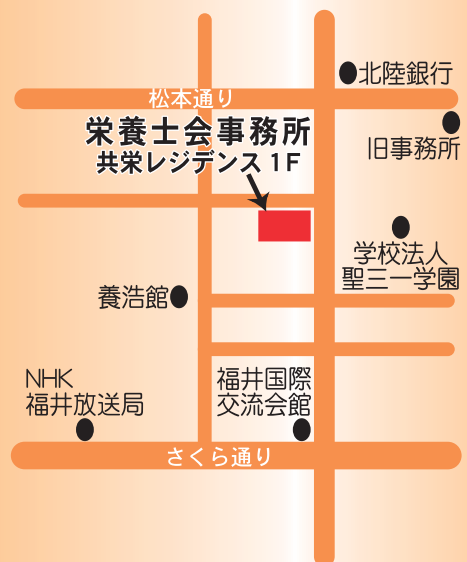 北陸銀行
松本通り
栄養士会事務所
共栄レジデンス1F
旧事務所
学校法人
聖三一学園
養浩館
NHK
福井放送局
福井国際
交流会館
さくら通り